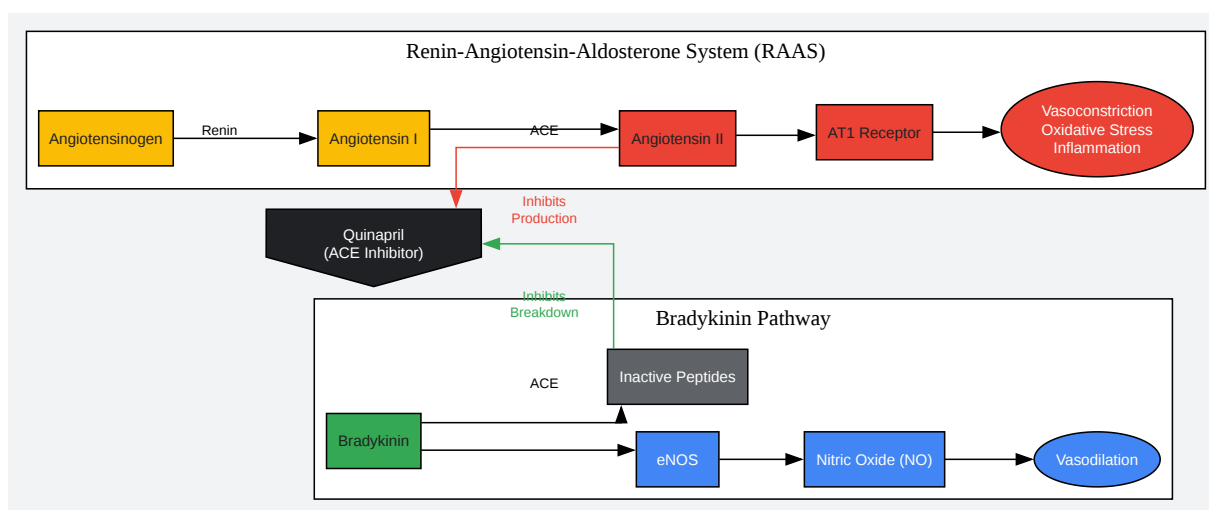 Renin-Angiotensin-Aldosterone System (RAAS)
Angiotensinogen
Renin
Angiotensin I
ACE
Angiotensin II
AT1 Receptor
Vasoconstriction
Oxidative Stress
Inflammation
Inhibits
Production
Quinapril
(ACE Inhibitor)
Inhibits
Breakdown
Bradykinin Pathway
Inactive Peptides
ACE
Bradykinin
eNOS
Nitric Oxide (NO)
Vasodilation